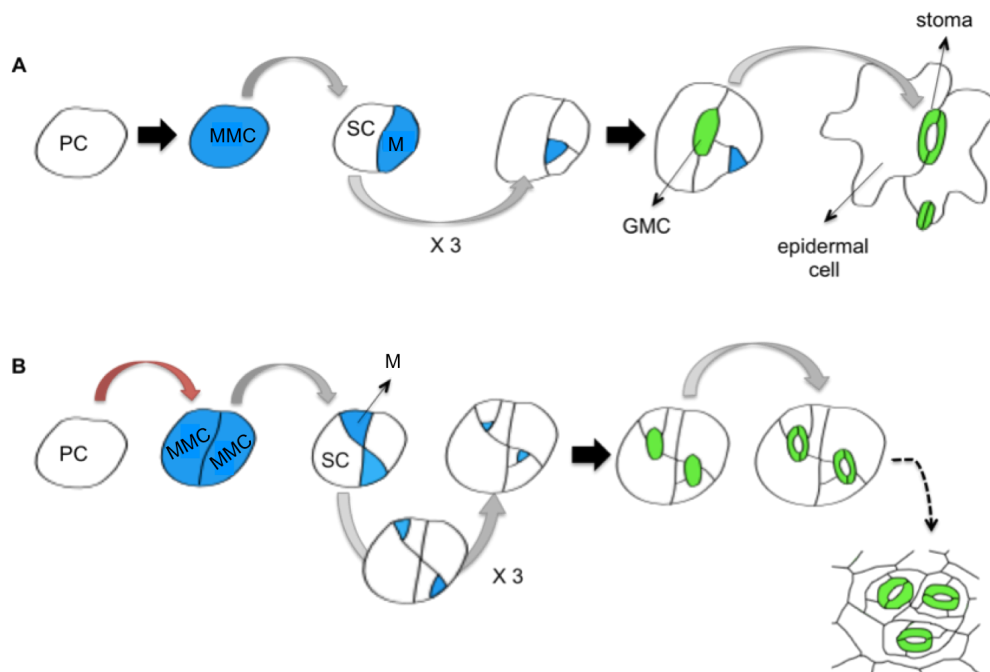 stoma
A
PC
MMC
SC
M
GMC
X 3
epidermal
cell
B
M
PC
MMC
MMC
SC
X 3